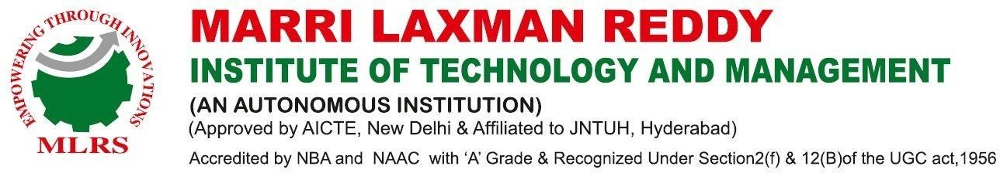 EMPOWERING THROUGH INNOVATIONS
MLRS
MARRI LAXMAN REDDY
INSTITUTE OF TECHNOLOGY AND MANAGEMENT
(AN AUTONOMOUS INSTITUTION)
(Approved by AICTE, New Delhi & Affiliated to JNTUH, Hyderabad)
Accredited by NBA and NAAC with ‘A’ Grade & Recognized Under Section2(f) & 12(B)of the UGC act,1956